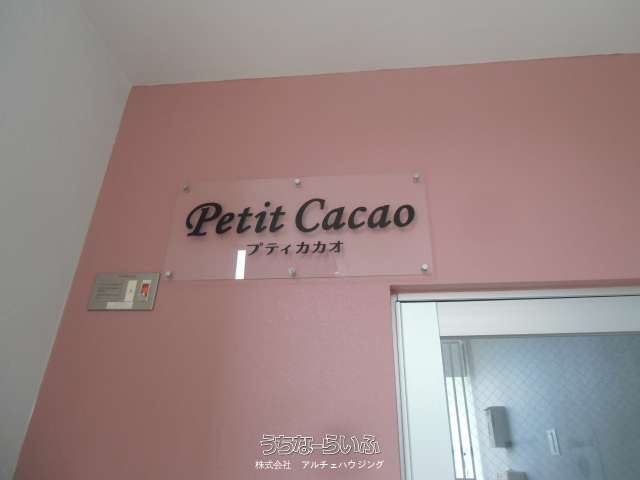 Petit Cacao
プティカカオ
うちなーらいふ
株式会社　アルチェハウジング